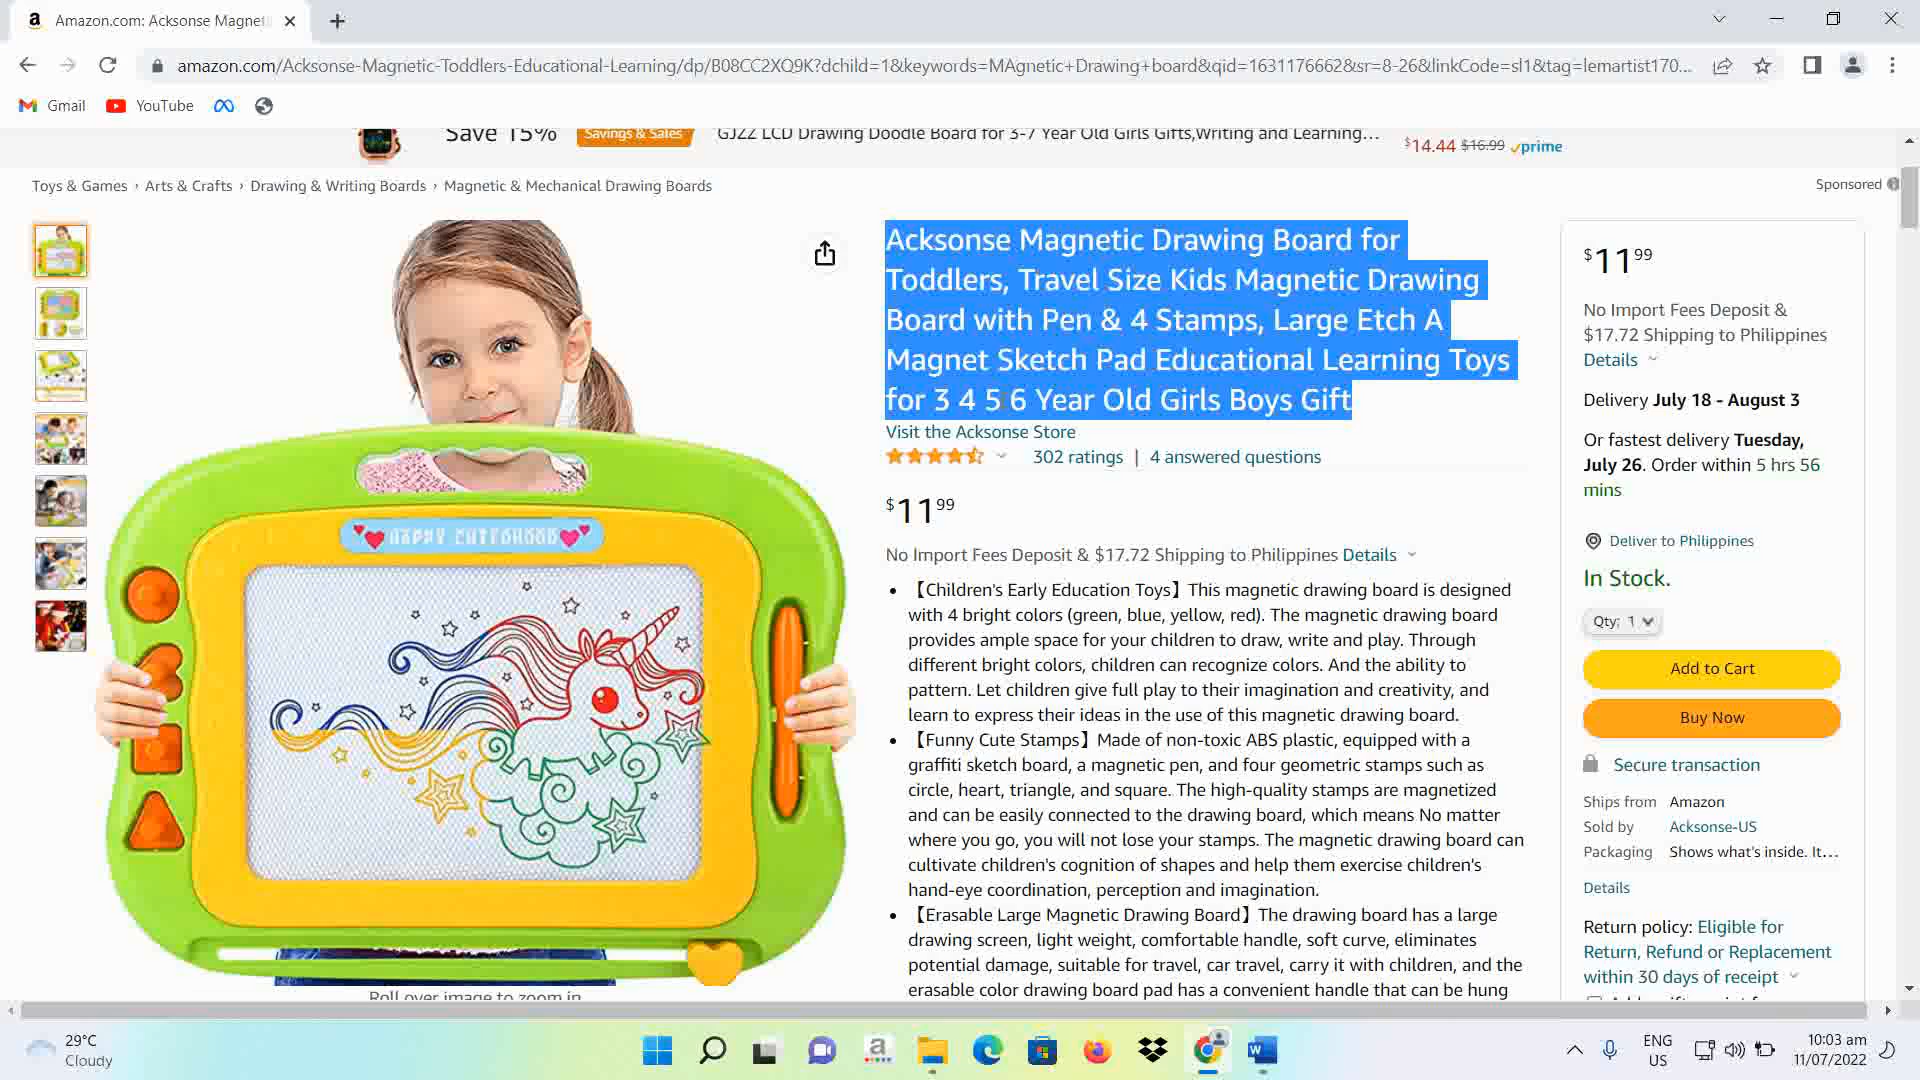 Amazon.com: Acksonse Magnet
amazon.com/Acksonse-Magnetic-Toddlers-Educational-Learning/dp/B08CC2XQ9K?dchild=1&keywords=MAgnetic+Drawing+board&qid=1631176662&sr=8-26&linkCode=sl1&tag=lemartist170...
Gmail YouTube
Save 15% Savings & Sales GJZZ LCD Drawing Doodle Board for 3-7 Year Old Girls Gifts,Writing and Learning... $14.44 $16.99 prime
Toys & Games › Arts & Crafts › Drawing & Writing Boards › Magnetic & Mechanical Drawing Boards
Sponsored
Acksonse Magnetic Drawing Board for
Toddlers, Travel Size Kids Magnetic Drawing
Board with Pen & 4 Stamps, Large Etch A
Magnet Sketch Pad Educational Learning Toys
for 3 4 5 6 Year Old Girls Boys Gift
Visit the Acksonse Store
302 ratings | 4 answered questions
$11 99
No Import Fees Deposit & $17.72 Shipping to Philippines Details
• 【Children's Early Education Toys】This magnetic drawing board is designed
with 4 bright colors (green, blue, yellow, red). The magnetic drawing board
provides ample space for your children to draw, write and play. Through
different bright colors, children can recognize colors. And the ability to
pattern. Let children give full play to their imagination and creativity, and
learn to express their ideas in the use of this magnetic drawing board.
• 【Funny Cute Stamps】Made of non-toxic ABS plastic, equipped with a
graffiti sketch board, a magnetic pen, and four geometric stamps such as
circle, heart, triangle, and square. The high-quality stamps are magnetized
and can be easily connected to the drawing board, which means No matter
where you go, you will not lose your stamps. The magnetic drawing board can
cultivate children's cognition of shapes and help them exercise children's
hand-eye coordination, perception and imagination.
• 【Erasable Large Magnetic Drawing Board】The drawing board has a large
drawing screen, light weight, comfortable handle, soft curve, eliminates
potential damage, suitable for travel, car travel, carry it with children, and the
erasable color drawing board pad has a convenient handle that can be hung
Roll over image to zoom in
$11 99
No Import Fees Deposit &
$17.72 Shipping to Philippines
Details
Delivery July 18 - August 3
Or fastest delivery Tuesday,
July 26. Order within 5 hrs 56
mins
Deliver to Philippines
In Stock.
Qty: 1
Add to Cart
Buy Now
Secure transaction
Ships from Amazon
Sold by Acksonse-US
Packaging Shows what's inside. It...
Details
Return policy: Eligible for
Return, Refund or Replacement
within 30 days of receipt
29°C
Cloudy
ENG
US
10:03 am
11/07/2022